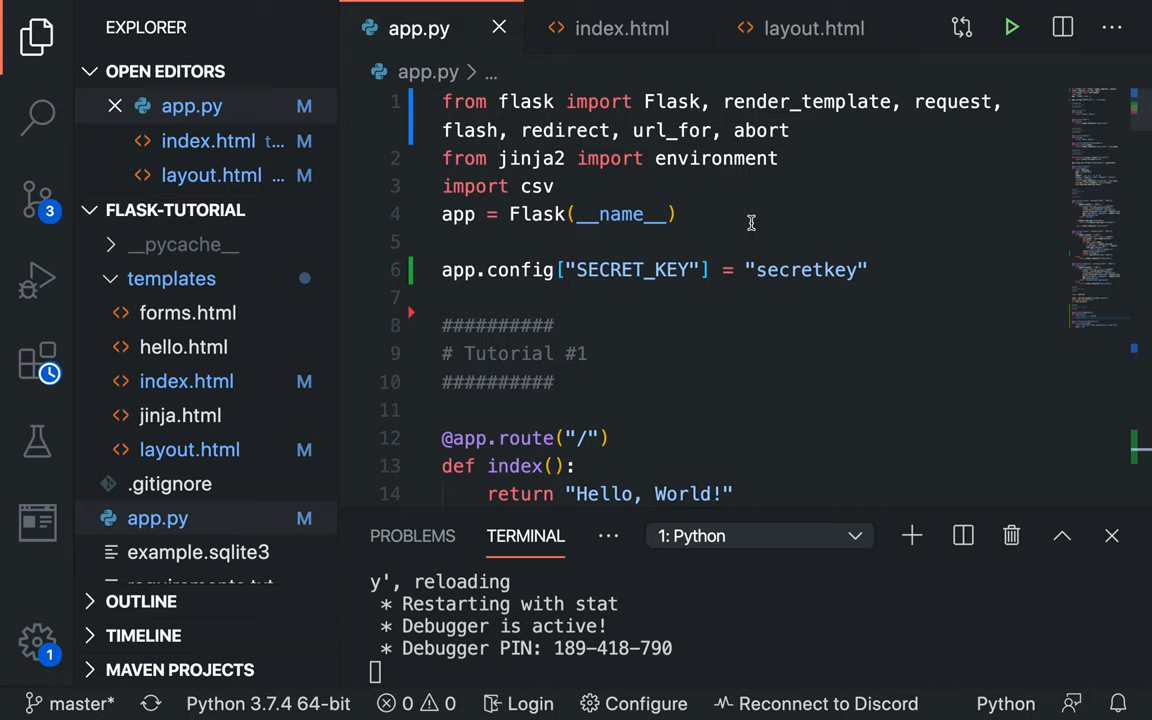 EXPLORER
OPEN EDITORS
app.py M
index.html t... M
layout.html ... M
FLASK-TUTORIAL
__pycache__
templates
forms.html
hello.html
index.html M
jinja.html
layout.html M
.gitignore
app.py M
example.sqlite3
requirements.txt
OUTLINE
TIMELINE
MAVEN PROJECTS
3
1
app.py
index.html
layout.html
app.py > ...
1 from flask import Flask, render_template, request,
flash, redirect, url_for, abort
2 from jinja2 import environment
3 import csv
4 app = Flask(__name__)
5
6 app.config["SECRET_KEY"] = "secretkey"
7
8 ##########
9 # Tutorial #1
10 ##########
11
12 @app.route("/")
13 def index():
14 return "Hello, World!"
PROBLEMS TERMINAL ... 1: Python
y', reloading
* Restarting with stat
* Debugger is active!
* Debugger PIN: 189-418-790
master* Python 3.7.4 64-bit 0 0 Login Configure Reconnect to Discord Python